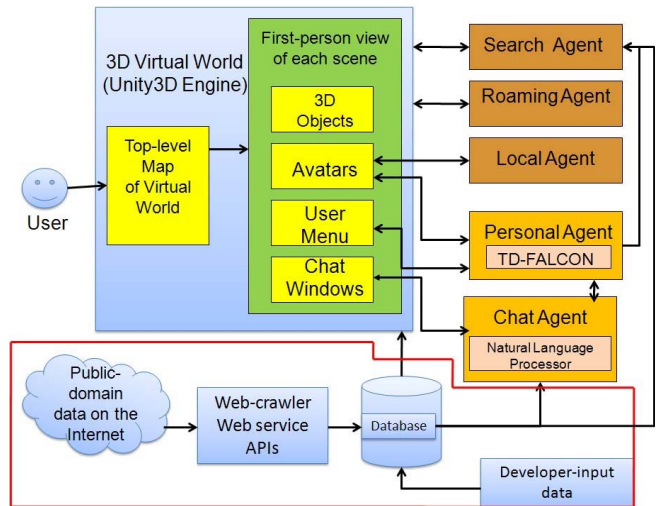 3D Virtual World
(Unity3D Engine)
First-person view
of each scene
3D
Objects
Avatars
User
Menu
Chat
Windows
Top-level
Map
of Virtual
World
User
Search Agent
Roaming Agent
Local Agent
Personal Agent
TD-FALCON
Chat Agent
Natural Language
Processor
Public-
domain
data on the
Internet
Web-crawler
Web service
APIs
Database
Developer-input
data